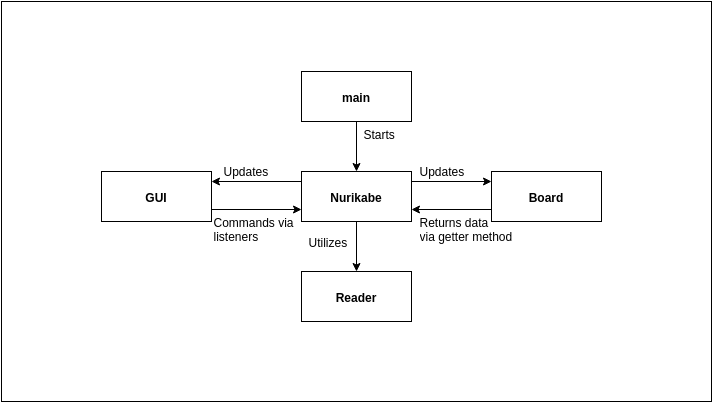 main
Starts
Updates
Updates
GUI
Nurikabe
Board
Commands via
listeners
Returns data
via getter method
Utilizes
Reader